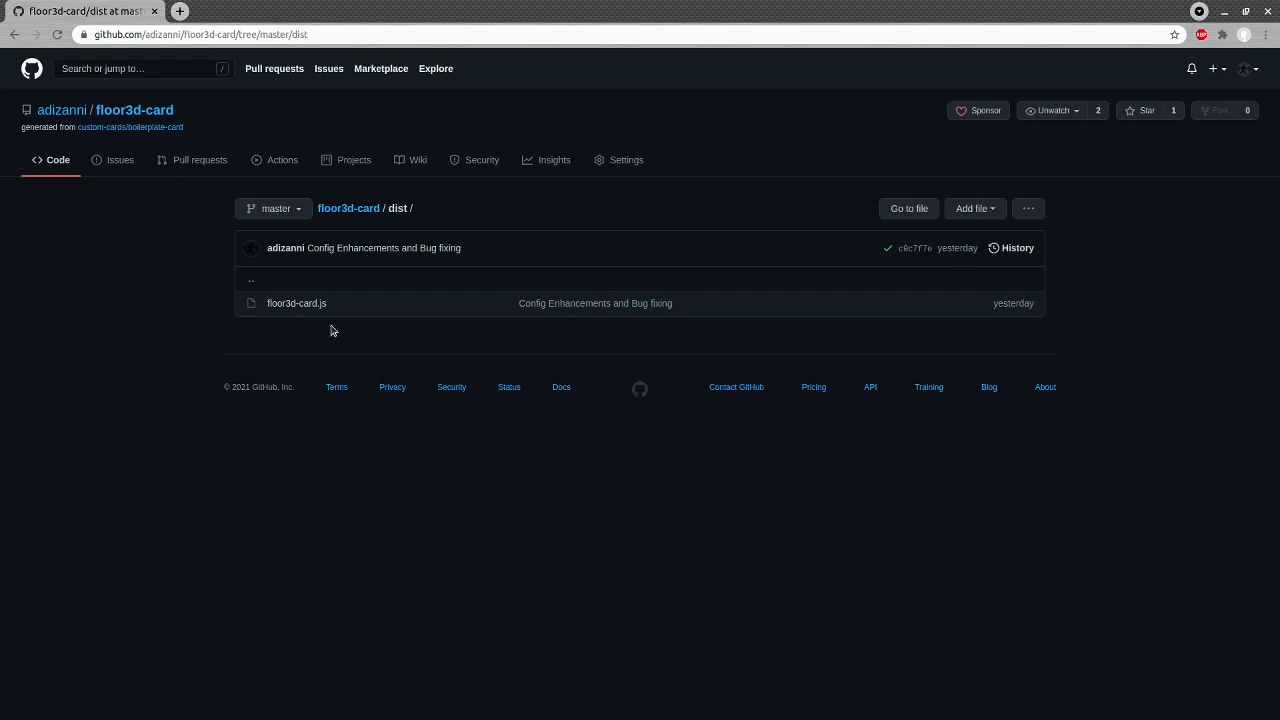 floor3d-card/dist at mast
github.com/adizanni/floor3d-card/tree/master/dist
ABP
Search or jump to… /
Pull requests Issues Marketplace Explore
adizanni / floor3d-card
generated from custom-cards/boilerplate-card
Sponsor Unwatch 2 Star 1 Fork 0
Code Issues Pull requests Actions Projects Wiki Security Insights Settings
master floor3d-card / dist /
Go to file Add file ···
adizanni Config Enhancements and Bug fixing c0c7f7e yesterday History
..
floor3d-card.js Config Enhancements and Bug fixing yesterday
© 2021 GitHub, Inc. Terms Privacy Security Status Docs Contact GitHub Pricing API Training Blog About